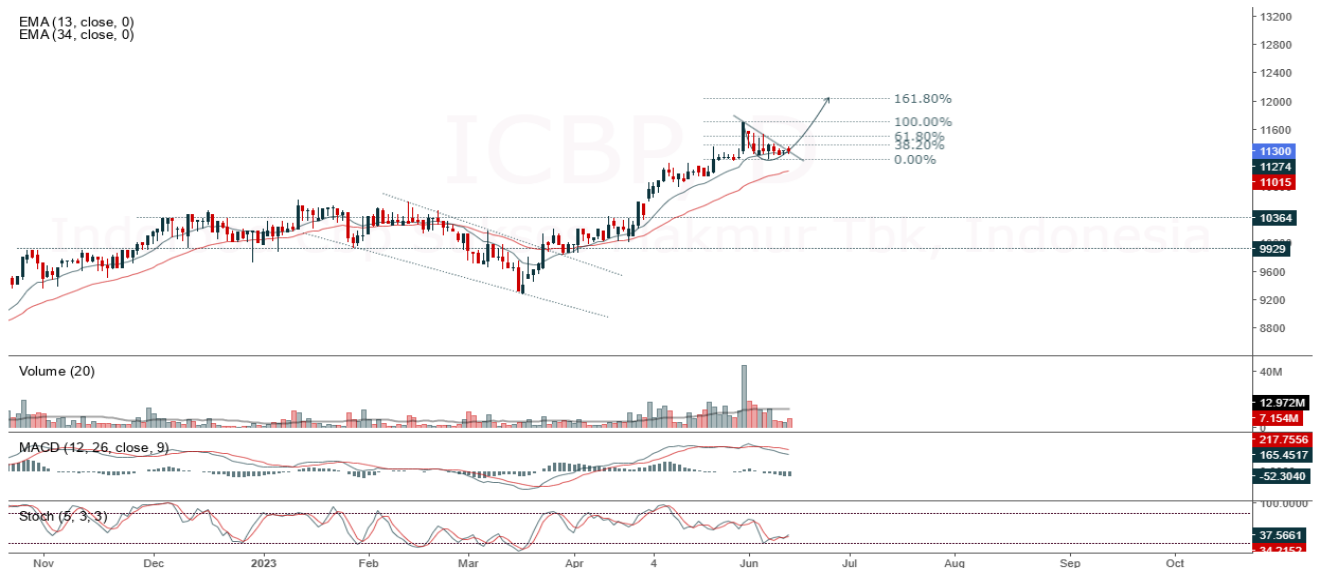 EMA (13, close, 0)
EMA (34, close, 0)
13200
12800
12400
12000
11600
11300
11274
11015
10364
9929
9600
9200
8800
161.80%
100.00%
61.80%
38.20%
0.00%
ICBP, D
Volume (20)
40M
12.972M
7.154M
0
MACD (12, 26, close, 9)
217.7556
165.4517
-52.3040
Stoch (5, 3, 3)
100.0000
37.5661
34.2152
Nov
Dec
2023
Feb
Mar
Apr
4
Jun
Jul
Aug
Sep
Oct